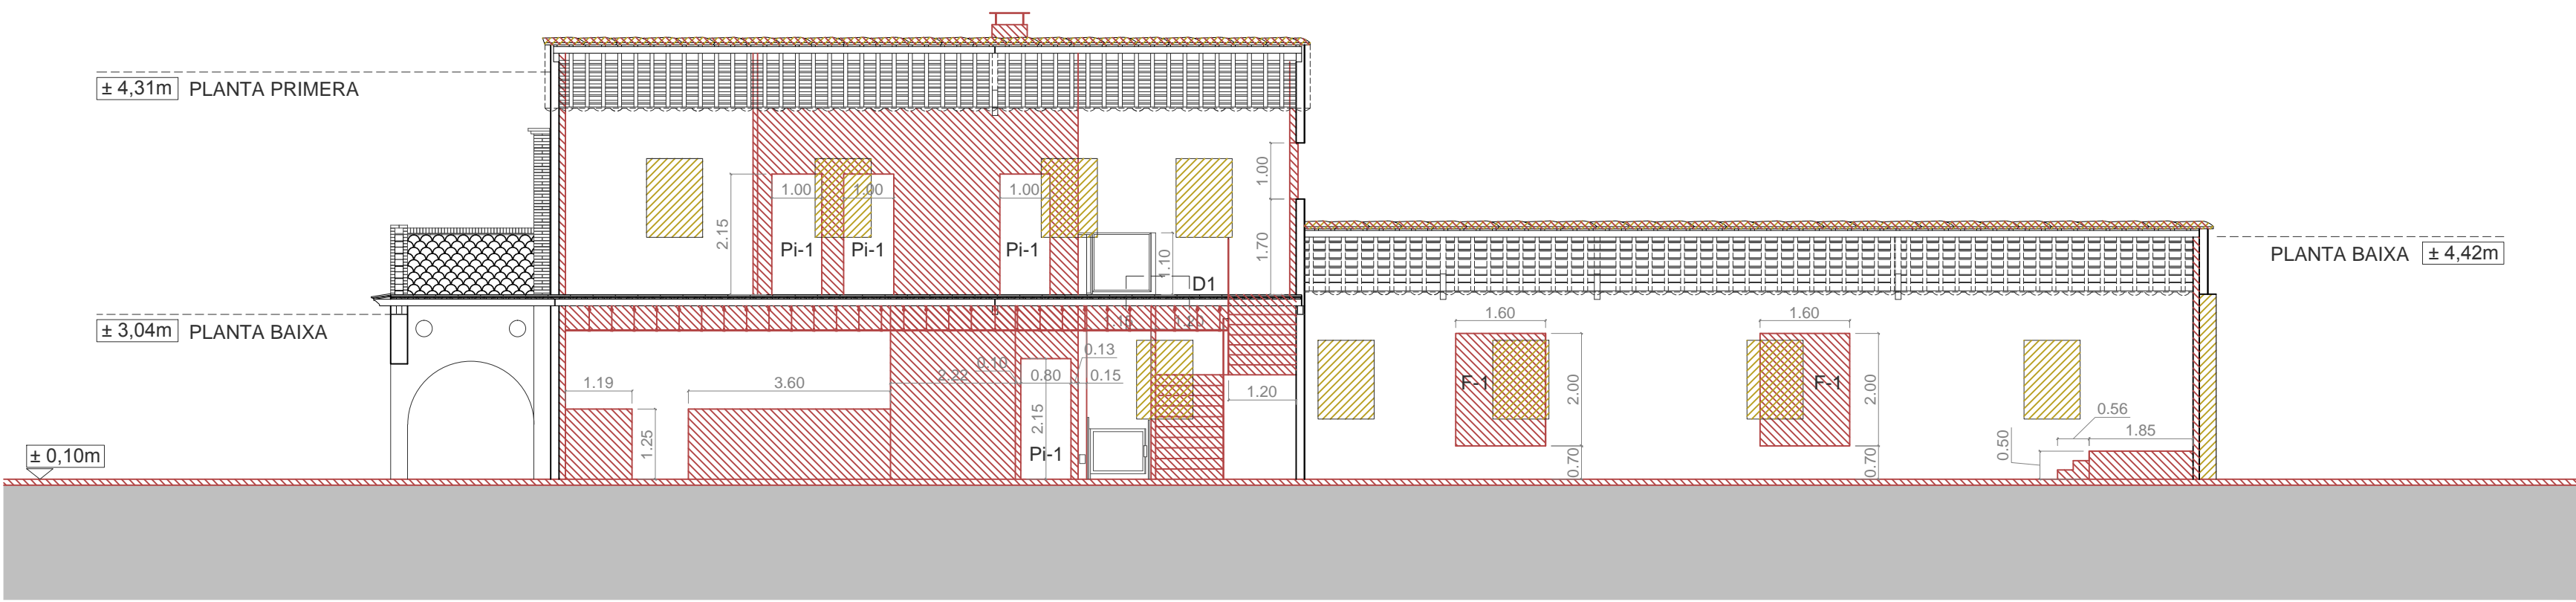 ± 4,31m PLANTA PRIMERA
1.00
1.00 1.00 1.00
2.15
Pi-1 Pi-1 Pi-1
1.10
1.70
PLANTA BAIXA ± 4,42m
D1
± 3,04m PLANTA BAIXA
1.15 1.20
1.60 1.60
0.13
0.10
1.19 3.60 2.22 0.80 0.15
1.20
F-1 2.00 F-1 2.00
2.15
1.25
0.56
1.85
0.50
± 0,10m
Pi-1
0.70 0.70